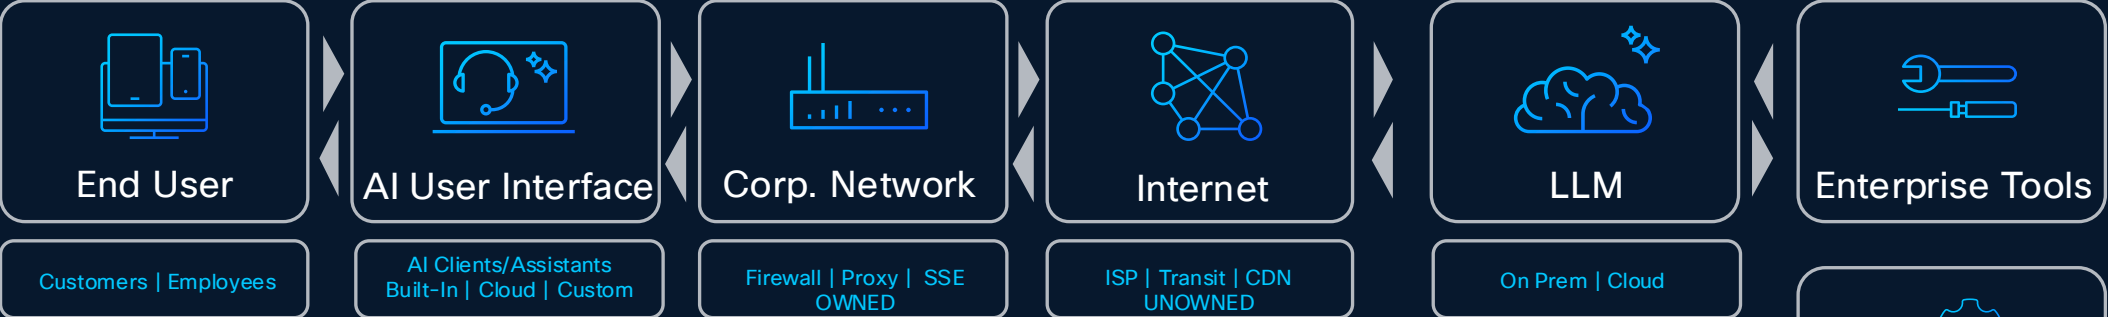 End User
AI User Interface
Corp. Network
Internet
LLM
Enterprise Tools
Customers | Employees
AI Clients/Assistants
Built-In | Cloud | Custom
Firewall | Proxy | SSE
OWNED
ISP | Transit | CDN
UNOWNED
On Prem | Cloud